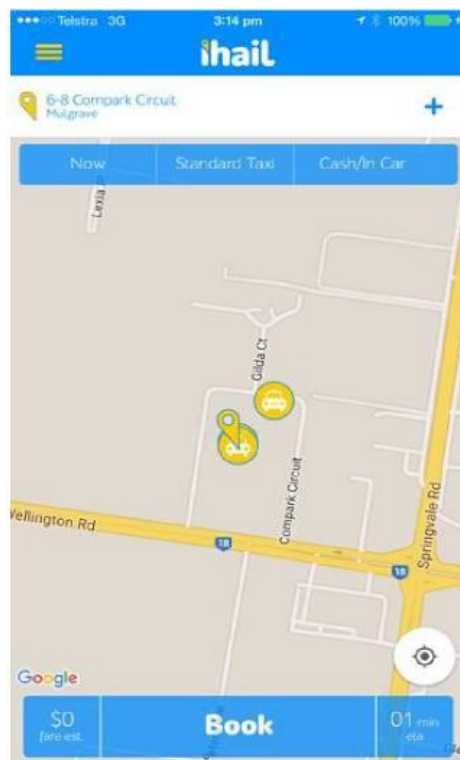 Telstra 3G 3:14 pm 100%
ihail
6-8 Compark Circuit
Mulgrave
+
Now Standard Taxi Cash/In Car
Gilda Ct
Compark Circuit
Wellington Rd
18
18
Springvale Rd
Google
$0
fare est.
Book
01 min
eta